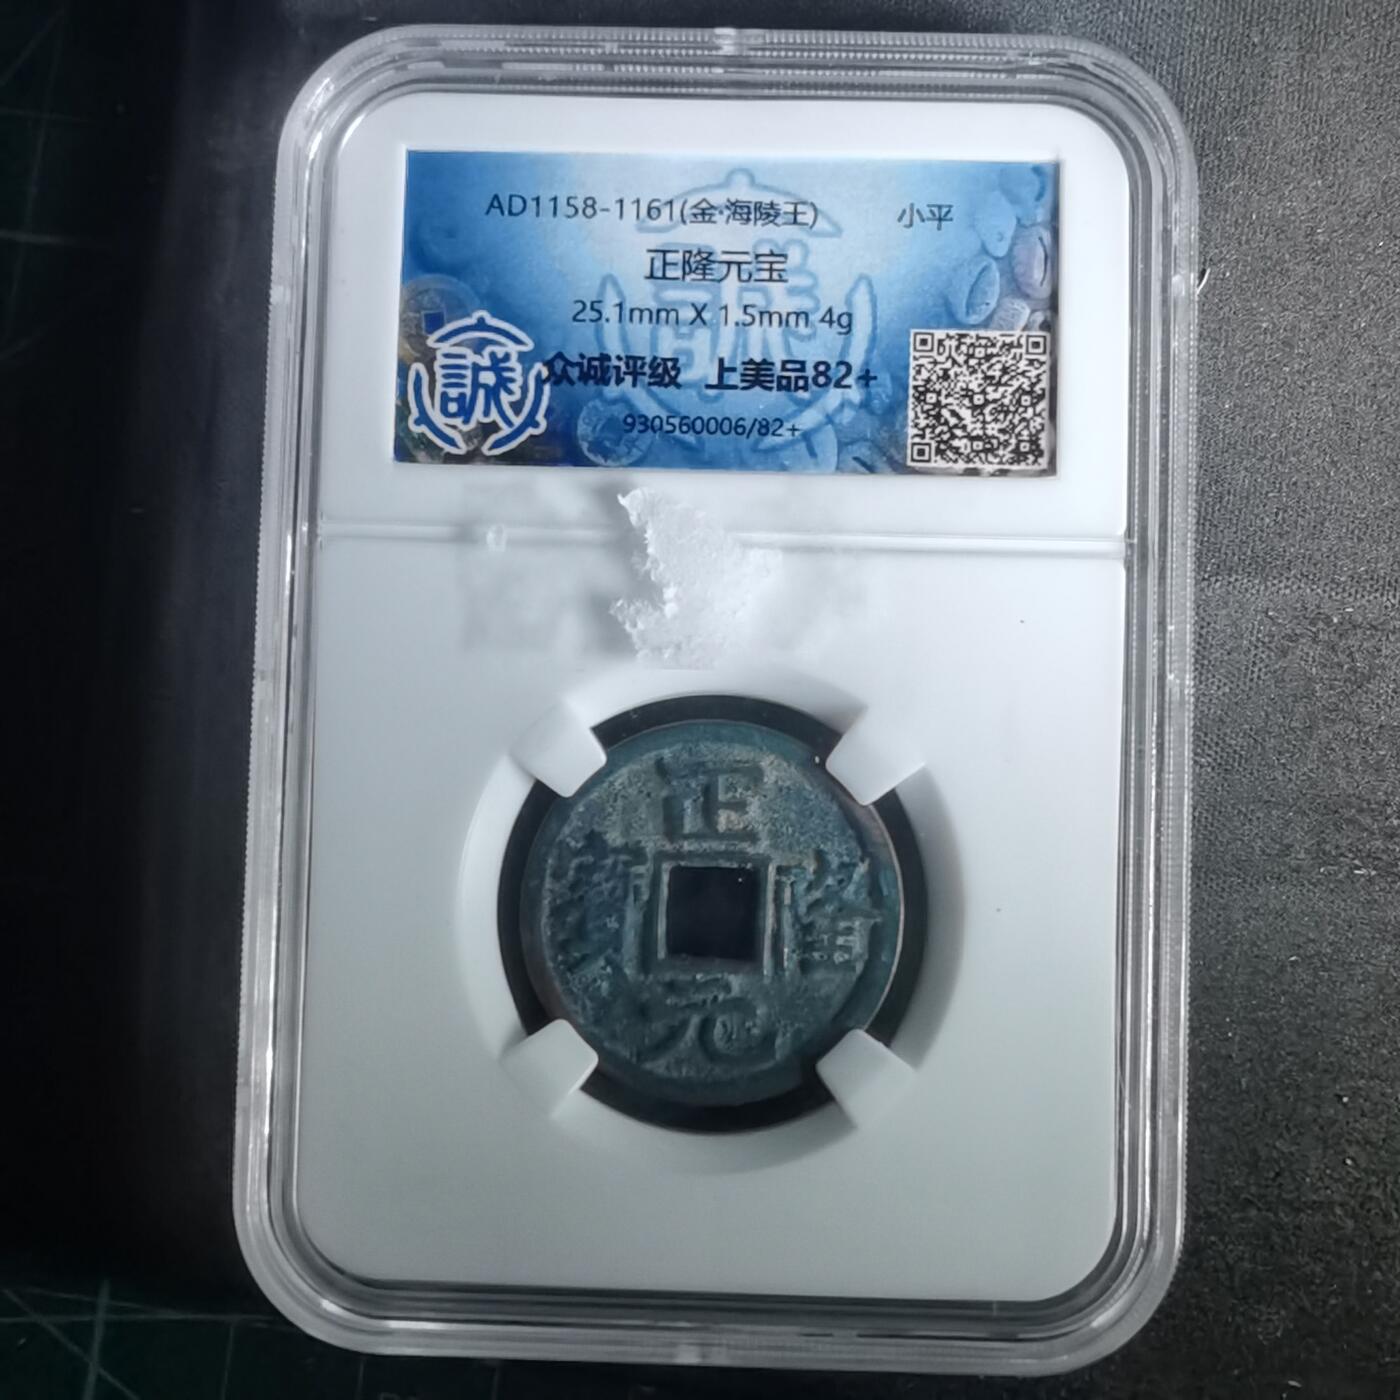 AD1158-1161(金·海陵王) 小平
正隆元宝
25.1mm X 1.5mm 4g
誠
众诚评级 上美品82+
930560006/82+
正
隆
元
寳